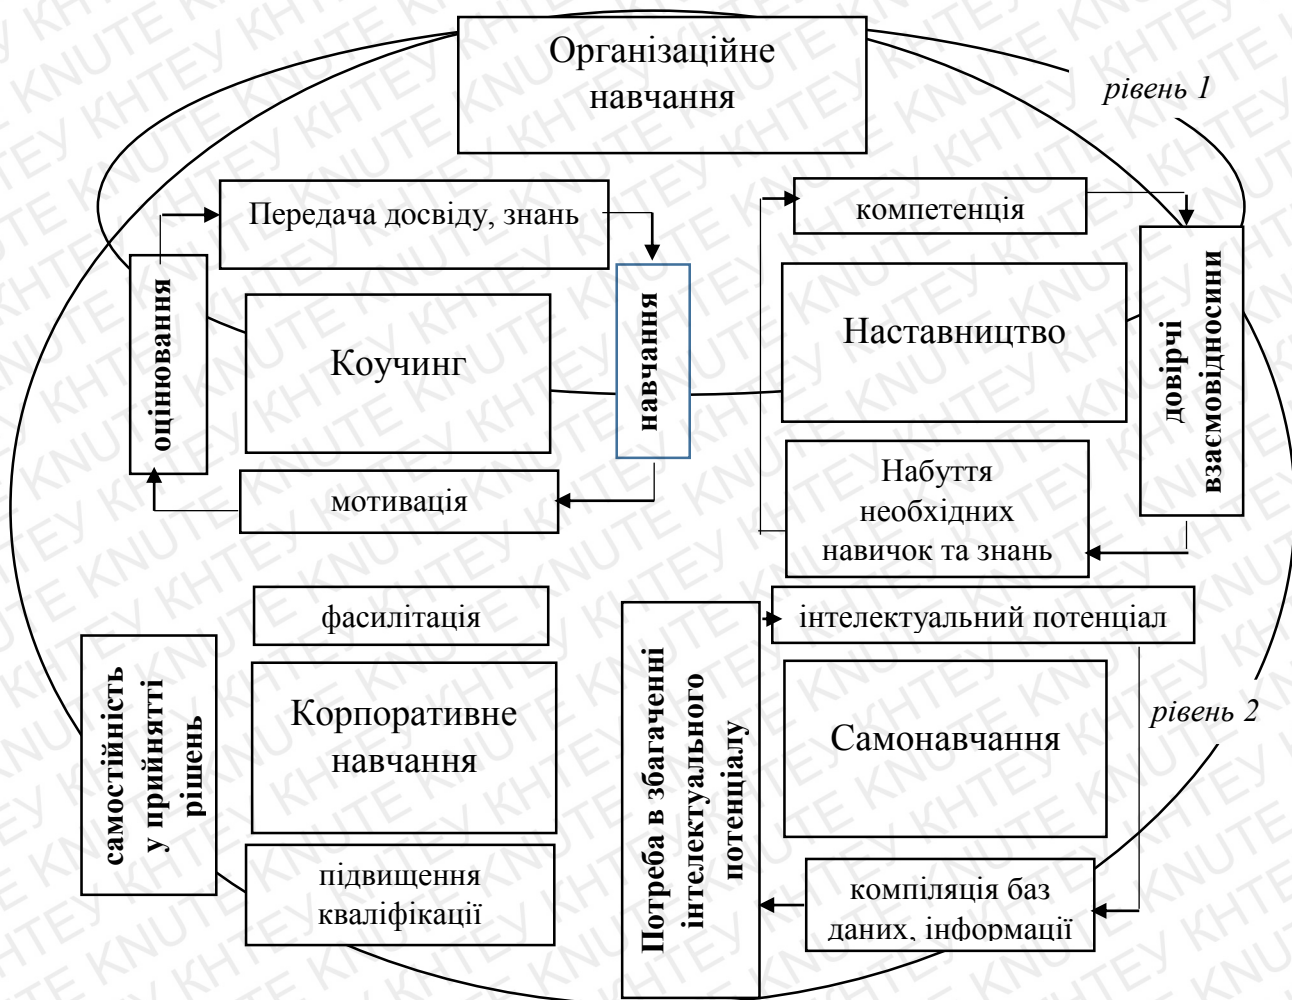 Організаційне
навчання
рівень 1
Передача досвіду, знань
компетенція
оцінювання
Коучинг
навчання
Наставництво
довірчі
взаємовідносини
мотивація
Набуття
необхідних
навичок та знань
фасилітація
інтелектуальний потенціал
самостійність
у прийнятті
рішень
Корпоративне
навчання
Потреба в збагаченні
інтелектуального
потенціалу
Самонавчання
рівень 2
підвищення
кваліфікації
компіляція баз
даних, інформації
KNUTE КНТЕУ